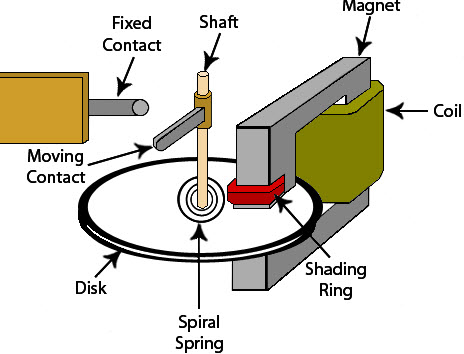 Magnet
Fixed
Contact
Shaft
Coil
Moving
Contact
Shading
Ring
Disk
Spiral
Spring